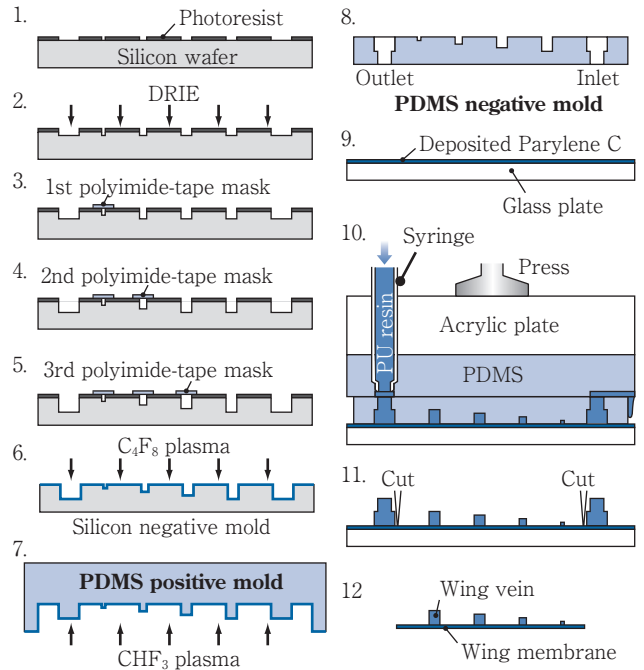 1.
Photoresist
Silicon wafer
2.
DRIE
3.
1st polyimide-tape mask
4.
2nd polyimide-tape mask
5.
3rd polyimide-tape mask
6.
C₄F₈ plasma
Silicon negative mold
7.
PDMS positive mold
CHF₃ plasma
8.
Outlet
Inlet
PDMS negative mold
9.
Deposited Parylene C
Glass plate
10.
Syringe
Press
PU resin
Acrylic plate
PDMS
11.
Cut
Cut
12
Wing vein
Wing membrane